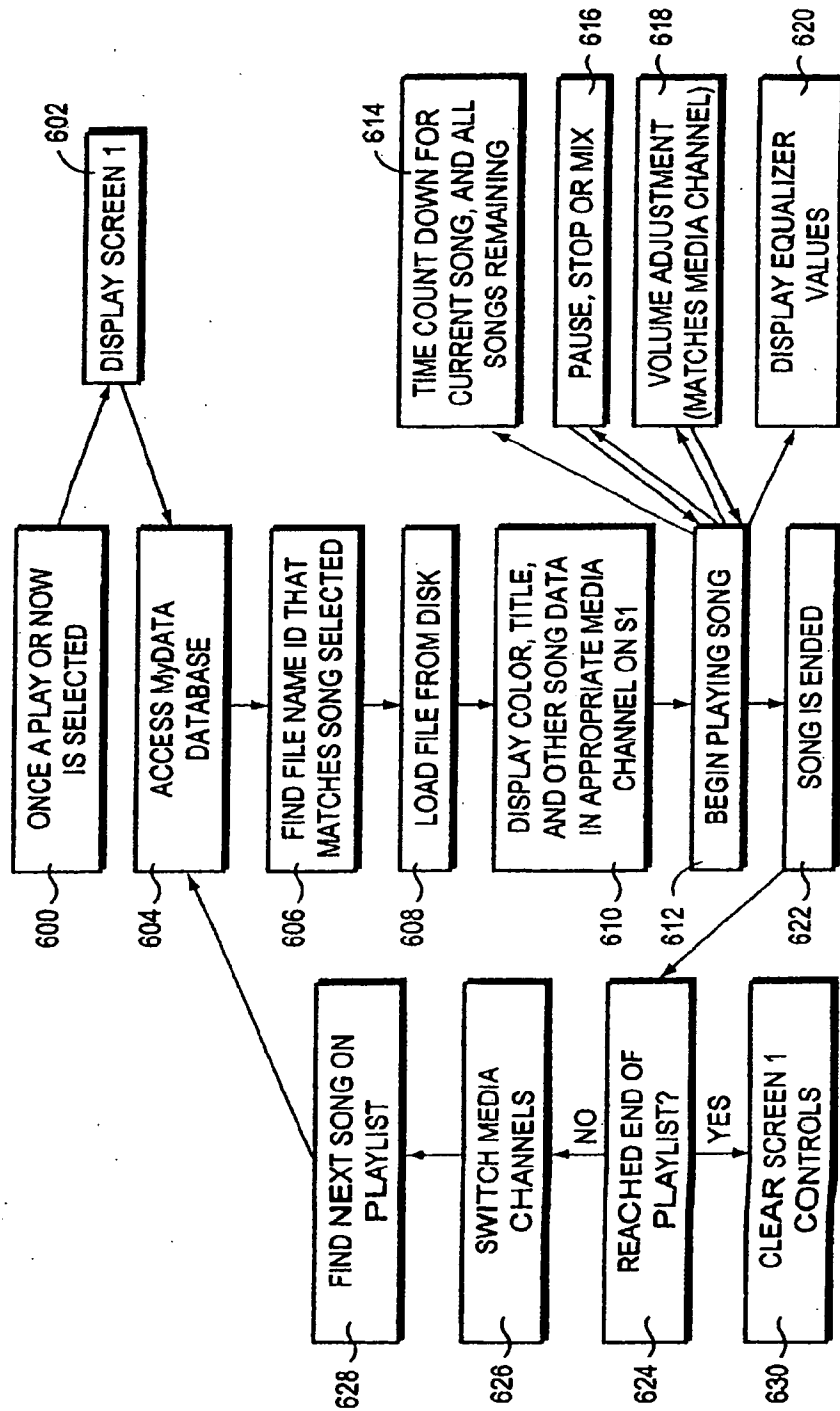 600
ONCE A PLAY OR NOW
IS SELECTED
602
DISPLAY SCREEN 1
604
ACCESS MyDATA
DATABASE
606
FIND FILE NAME ID THAT
MATCHES SONG SELECTED
608
LOAD FILE FROM DISK
610
DISPLAY COLOR, TITLE,
AND OTHER SONG DATA
IN APPROPRIATE MEDIA
CHANNEL ON S1
612
BEGIN PLAYING SONG
614
TIME COUNT DOWN FOR
CURRENT SONG, AND ALL
SONGS REMAINING
616
PAUSE, STOP OR MIX
618
VOLUME ADJUSTMENT
(MATCHES MEDIA CHANNEL)
620
DISPLAY EQUALIZER
VALUES
622
SONG IS ENDED
624
REACHED END OF
PLAYLIST?
NO
YES
626
SWITCH MEDIA
CHANNELS
628
FIND NEXT SONG ON
PLAYLIST
630
CLEAR SCREEN 1
CONTROLS